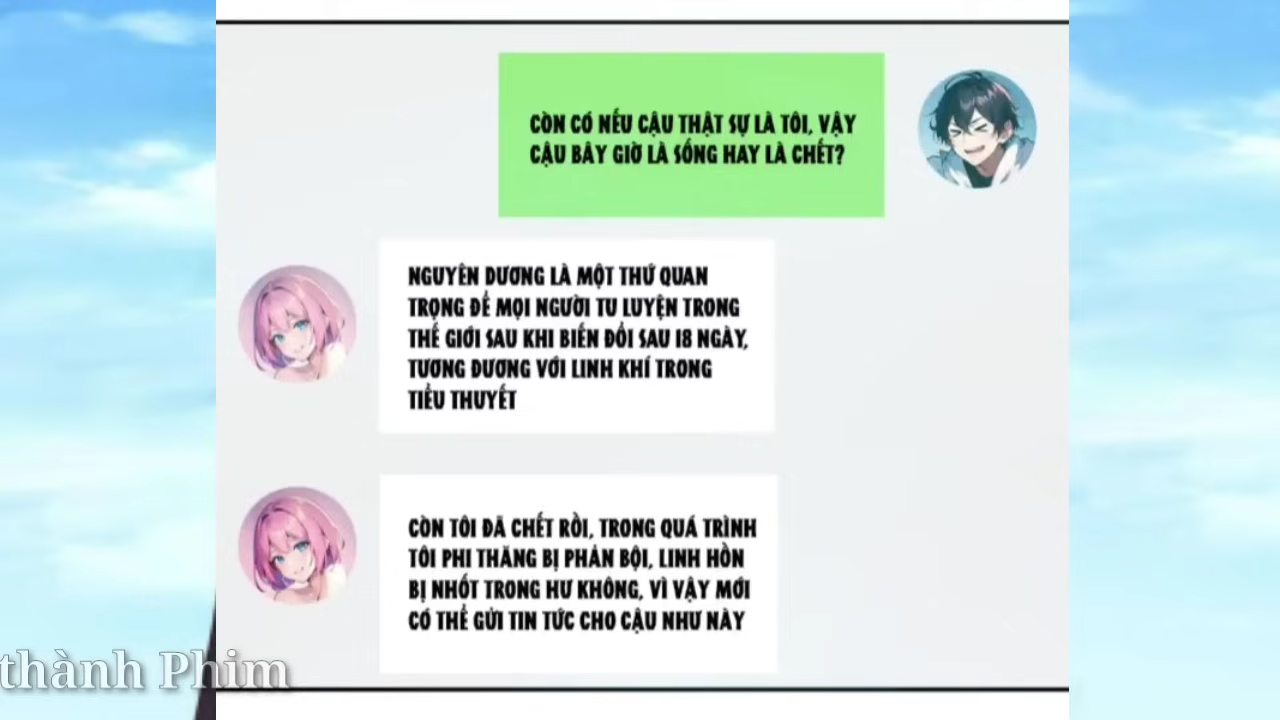 CÒN CÓ NẾU CẬU THẬT SỰ LÀ TÔI, VẬY
CẬU BÂY GIỜ LÀ SỐNG HAY LÀ CHẾT?
NGUYÊN DƯƠNG LÀ MỘT THỨ QUAN
TRỌNG ĐỂ MỌI NGƯỜI TU LUYỆN TRONG
THẾ GIỚI SAU KHI BIẾN ĐỔI SAU 18 NGÀY,
TƯƠNG ĐƯƠNG VỚI LINH KHÍ TRONG
TIỂU THUYẾT
CÒN TÔI ĐÃ CHẾT RỒI, TRONG QUÁ TRÌNH
TÔI PHI THĂNG BỊ PHẢN BỘI, LINH HỒN
BỊ NHỐT TRONG HƯ KHÔNG, VÌ VẬY MỚI
CÓ THỂ GỬI TIN TỨC CHO CẬU NHƯ NÀY
thành Phim